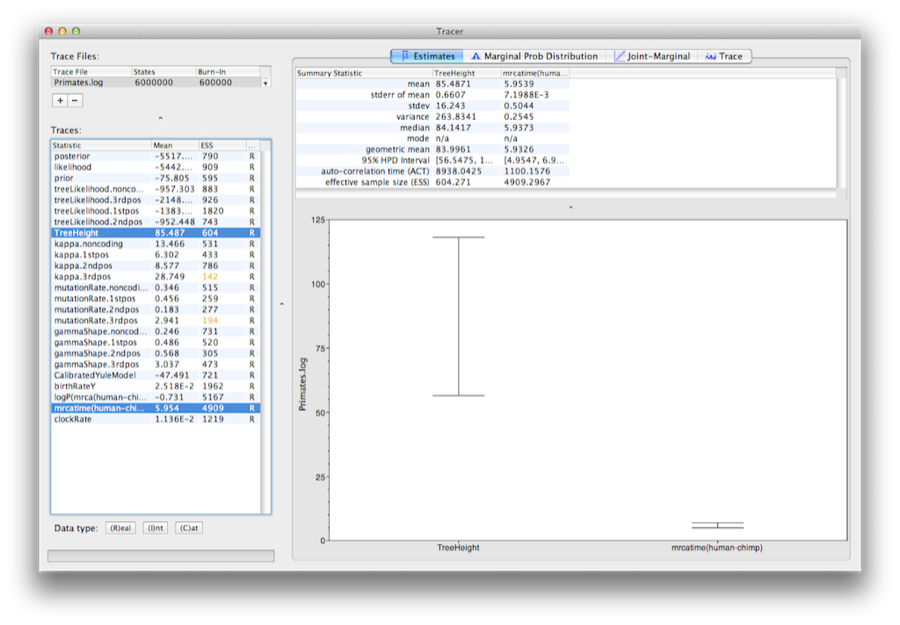 Tracer
Trace Files:
Trace File States Burn-In
Primates.log 6000000 600000
+ −
Traces:
Statistic Mean ESS ...
posterior -5517.... 790 R
likelihood -5442.... 909 R
prior -75.805 595 R
treeLikelihood.nonco... -957.303 883 R
treeLikelihood.3rdpos -2148.... 926 R
treeLikelihood.1stpos -1383.... 1820 R
treeLikelihood.2ndpos -952.448 743 R
TreeHeight 85.487 604 R
kappa.noncoding 13.466 531 R
kappa.1stpos 6.302 433 R
kappa.2ndpos 8.577 786 R
kappa.3rdpos 28.749 142 R
mutationRate.noncodi... 0.346 515 R
mutationRate.1stpos 0.456 259 R
mutationRate.2ndpos 0.183 277 R
mutationRate.3rdpos 2.941 194 R
gammaShape.noncod... 0.246 731 R
gammaShape.1stpos 0.486 520 R
gammaShape.2ndpos 0.568 305 R
gammaShape.3rdpos 3.037 473 R
CalibratedYuleModel -47.491 721 R
birthRateY 2.518E-2 1962 R
logP(mrca(human-chi... -0.731 5167 R
mrcatime(human-chi... 5.954 4909 R
clockRate 1.136E-2 1219 R
Data type: (R)eal (I)nt (C)at
Estimates Marginal Prob Distribution Joint-Marginal Trace
Summary Statistic TreeHeight mrcatime(huma...
mean 85.4871 5.9539
stderr of mean 0.6607 7.1988E-3
stdev 16.243 0.5044
variance 263.8341 0.2545
median 84.1417 5.9373
mode n/a n/a
geometric mean 83.9961 5.9326
95% HPD Interval [56.5475, 1... [4.9547, 6.9...
auto-correlation time (ACT) 8938.0425 1100.1576
effective sample size (ESS) 604.271 4909.2967
125
100
75
50
25
0
Primates.log
TreeHeight mrcatime(human-chimp)